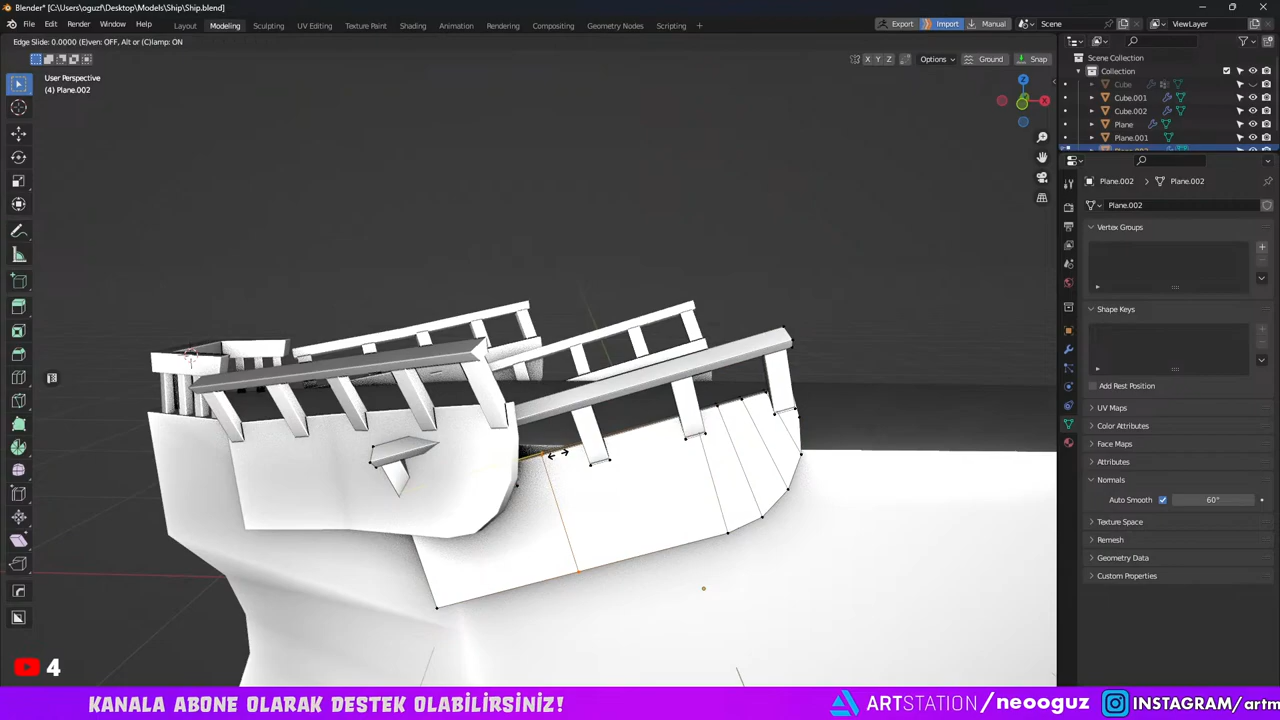 Blender* [C:\Users\oguzf\Desktop\Models\Ship\Ship.blend]
File Edit Render Window Help Layout Modeling Sculpting UV Editing Texture Paint Shading Animation Rendering Compositing Geometry Nodes Scripting + Export Import Manual Scene ViewLayer
Edge Slide: 0.0000 (E)ven: OFF, Alt or (C)lamp: ON
X Y Z Options Ground Snap
User Perspective
(4) Plane.002
Scene Collection
Collection
Cube
Cube.001
Cube.002
Plane
Plane.001
Plane.002 Plane.002
Plane.002
Vertex Groups
Shape Keys
Add Rest Position
UV Maps
Color Attributes
Face Maps
Attributes
Normals
Auto Smooth 60°
Texture Space
Remesh
Geometry Data
Custom Properties
4
KANALA ABONE OLARAK DESTEK OLABİLİRSİNİZ! ARTSTATION/neooguz INSTAGRAM/artm